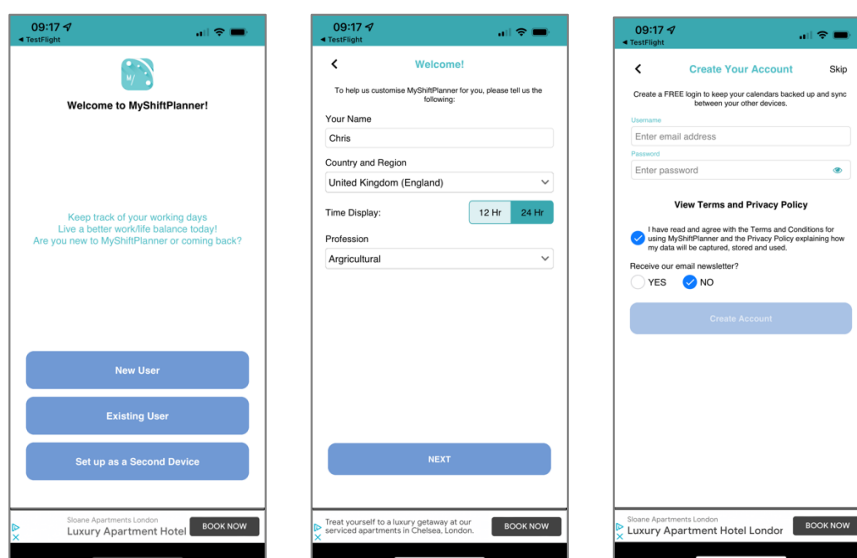 09:17
TestFlight
M/
Welcome to MyShiftPlanner!
Keep track of your working days
Live a better work/life balance today!
Are you new to MyShiftPlanner or coming back?
New User
Existing User
Set up as a Second Device
Sloane Apartments London
Luxury Apartment Hotel
BOOK NOW
09:17
TestFlight
Welcome!
To help us customise MyShiftPlanner for you, please tell us the
following:
Your Name
Chris
Country and Region
United Kingdom (England)
Time Display:
12 Hr
24 Hr
Profession
Argricultural
NEXT
Treat yourself to a luxury getaway at our
serviced apartments in Chelsea, London.
BOOK NOW
09:17
TestFlight
Create Your Account
Skip
Create a FREE login to keep your calendars backed up and sync
between your other devices.
Username
Enter email address
Password
Enter password
View Terms and Privacy Policy
I have read and agree with the Terms and Conditions for
using MyShiftPlanner and the Privacy Policy explaining how
my data will be captured, stored and used.
Receive our email newsletter?
YES
NO
Create Account
Sloane Apartments London
Luxury Apartment Hotel London
BOOK NOW